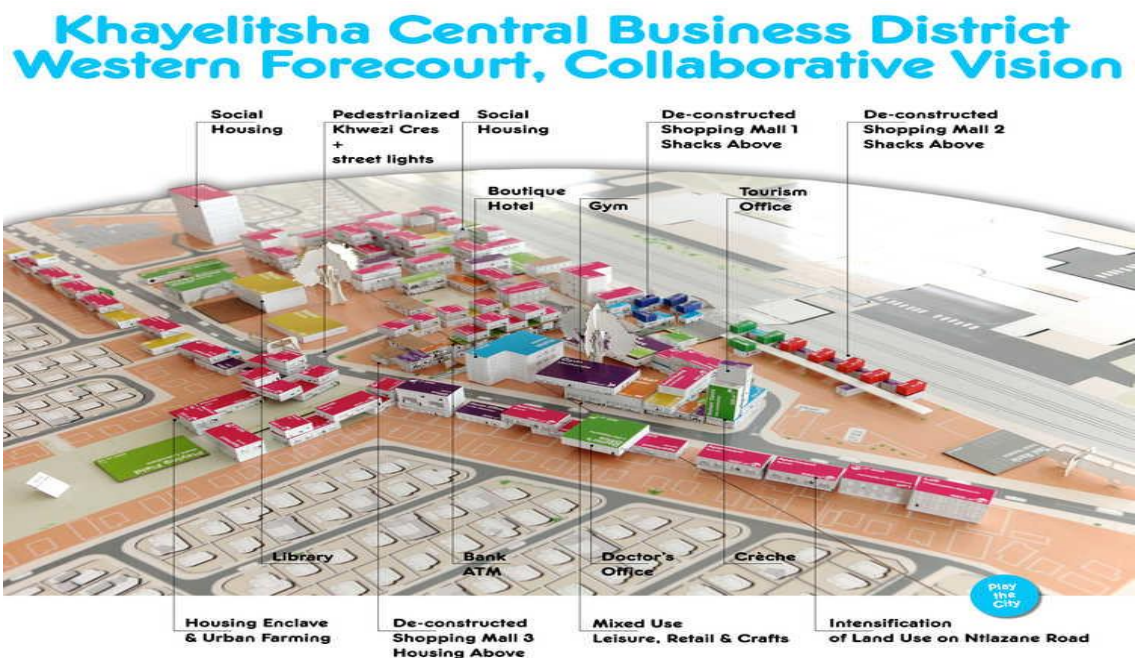 Khayelitsha Central Business District
Western Forecourt, Collaborative Vision
Social
Housing
Pedestrianized
Khwezi Cres
+
street lights
Social
Housing
De-constructed
Shopping Mall 1
Shacks Above
De-constructed
Shopping Mall 2
Shacks Above
Boutique
Hotel
Gym
Tourism
Office
Library
Bank
ATM
Doctor's
Office
Crèche
Play
the
City
Housing Enclave
& Urban Farming
De-constructed
Shopping Mall 3
Housing Above
Mixed Use
Leisure, Retail & Crafts
Intensification
of Land Use on Ntlazane Road